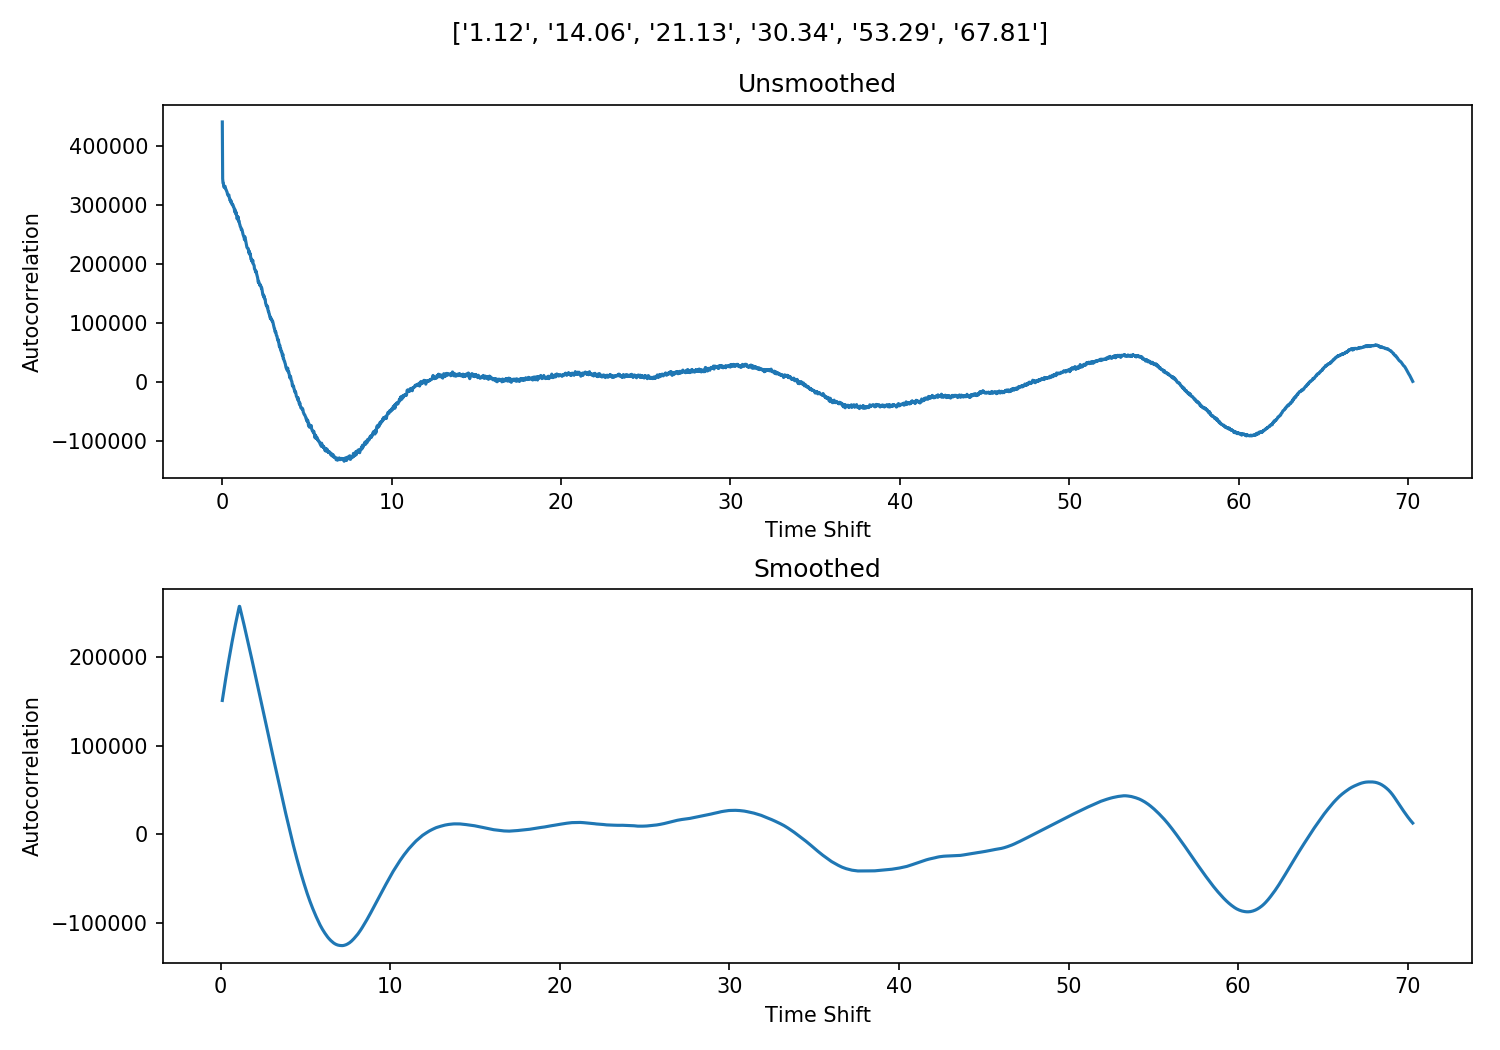 ['1.12', '14.06', '21.13', '30.34', '53.29', '67.81']
Unsmoothed
Autocorrelation
400000
300000
200000
100000
0
−100000
0 10 20 30 40 50 60 70
Time Shift
Smoothed
Autocorrelation
200000
100000
0
−100000
0 10 20 30 40 50 60 70
Time Shift